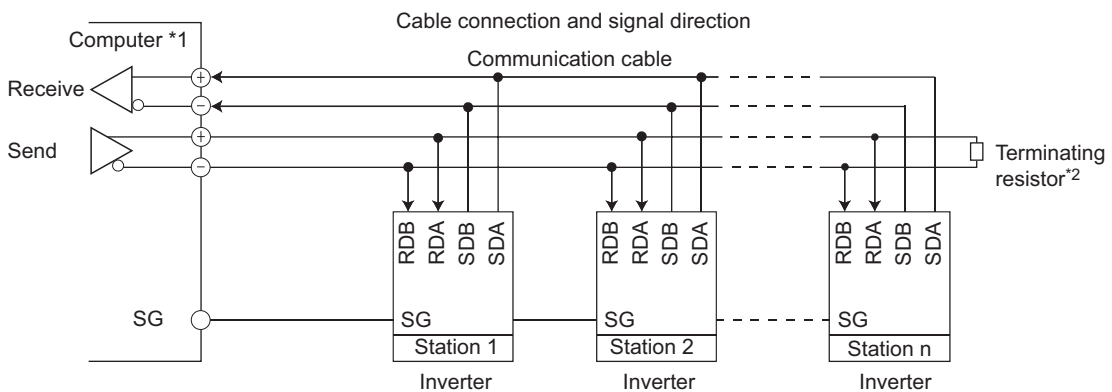 Cable connection and signal direction
Computer *1
Communication cable
Receive
+
−
Send
+
−
Terminating
resistor*2
RDB
RDA
SDB
SDA
RDB
RDA
SDB
SDA
RDB
RDA
SDB
SDA
SG
SG
SG
SG
Station 1
Station 2
Station n
Inverter
Inverter
Inverter